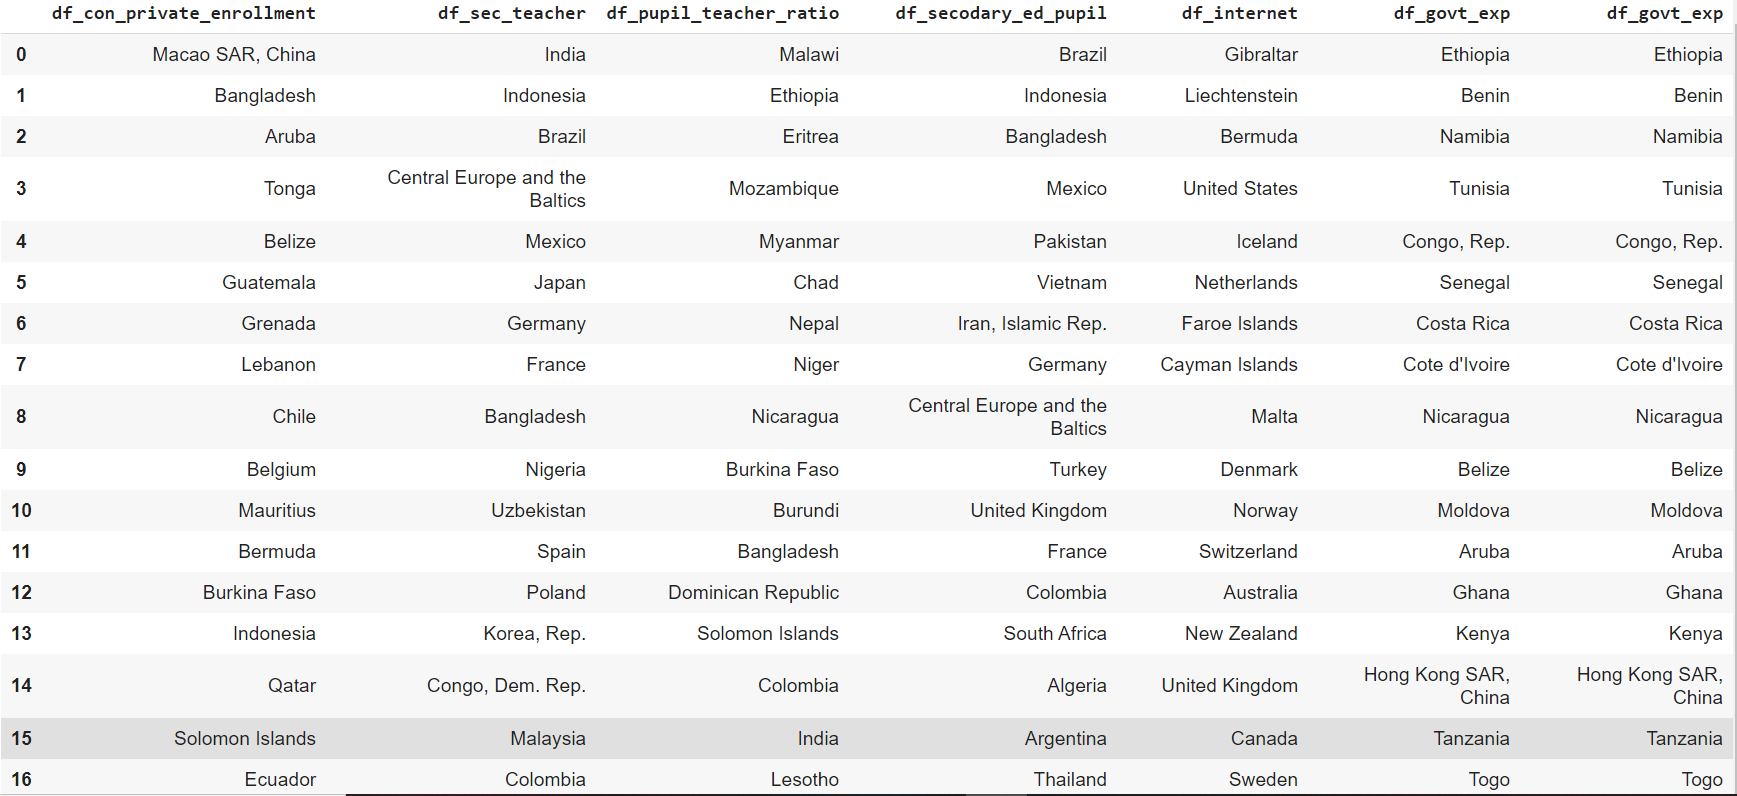 df_con_private_enrollment df_sec_teacher df_pupil_teacher_ratio df_secodary_ed_pupil df_internet df_govt_exp df_govt_exp
0 Macao SAR, China India Malawi Brazil Gibraltar Ethiopia Ethiopia
1 Bangladesh Indonesia Ethiopia Indonesia Liechtenstein Benin Benin
2 Aruba Brazil Eritrea Bangladesh Bermuda Namibia Namibia
3 Tonga Central Europe and the Baltics Mozambique Mexico United States Tunisia Tunisia
4 Belize Mexico Myanmar Pakistan Iceland Congo, Rep. Congo, Rep.
5 Guatemala Japan Chad Vietnam Netherlands Senegal Senegal
6 Grenada Germany Nepal Iran, Islamic Rep. Faroe Islands Costa Rica Costa Rica
7 Lebanon France Niger Germany Cayman Islands Cote d'Ivoire Cote d'Ivoire
8 Chile Bangladesh Nicaragua Central Europe and the Baltics Malta Nicaragua Nicaragua
9 Belgium Nigeria Burkina Faso Turkey Denmark Belize Belize
10 Mauritius Uzbekistan Burundi United Kingdom Norway Moldova Moldova
11 Bermuda Spain Bangladesh France Switzerland Aruba Aruba
12 Burkina Faso Poland Dominican Republic Colombia Australia Ghana Ghana
13 Indonesia Korea, Rep. Solomon Islands South Africa New Zealand Kenya Kenya
14 Qatar Congo, Dem. Rep. Colombia Algeria United Kingdom Hong Kong SAR, China Hong Kong SAR, China
15 Solomon Islands Malaysia India Argentina Canada Tanzania Tanzania
16 Ecuador Colombia Lesotho Thailand Sweden Togo Togo